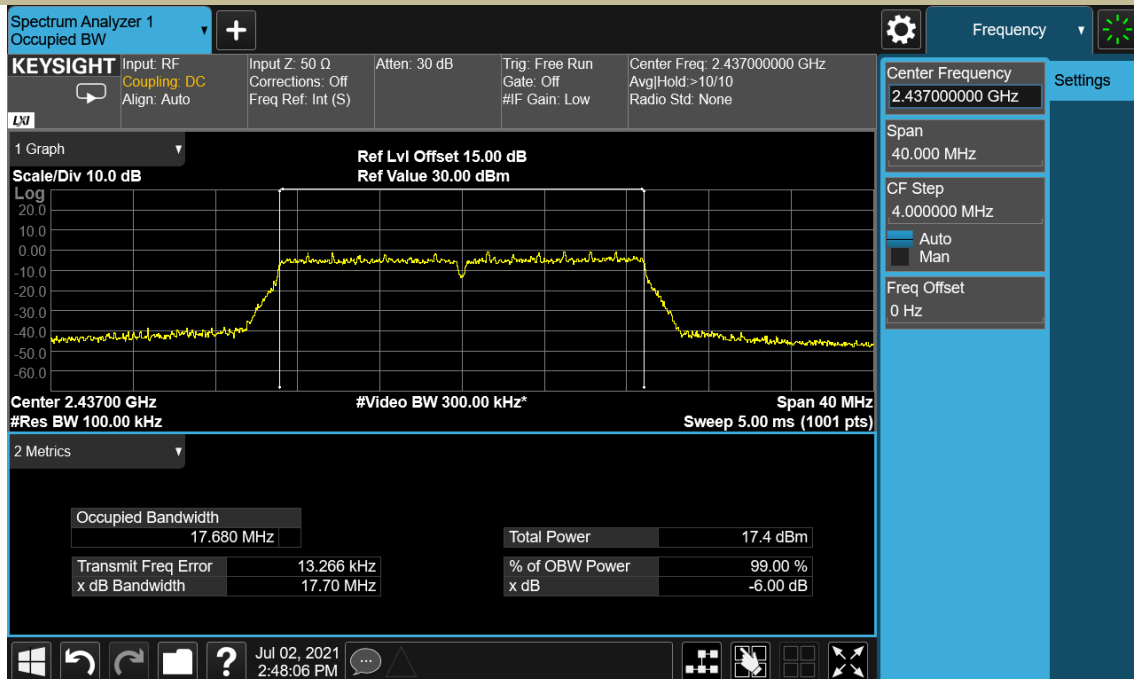 Spectrum Analyzer 1
Occupied BW
Frequency
KEYSIGHT
LXI
Input: RF
Coupling: DC
Align: Auto
Input Z: 50 Ω
Corrections: Off
Freq Ref: Int (S)
Atten: 30 dB
Trig: Free Run
Gate: Off
#IF Gain: Low
Center Freq: 2.437000000 GHz
Avg|Hold:>10/10
Radio Std: None
Center Frequency
2.437000000 GHz
Settings
Span
40.000 MHz
CF Step
4.000000 MHz
Auto
Man
Freq Offset
0 Hz
1 Graph
Scale/Div 10.0 dB
Ref Lvl Offset 15.00 dB
Ref Value 30.00 dBm
Log
20.0
10.0
0.00
-10.0
-20.0
-30.0
-40.0
-50.0
-60.0
Center 2.43700 GHz
#Video BW 300.00 kHz*
Span 40 MHz
#Res BW 100.00 kHz
Sweep 5.00 ms (1001 pts)
2 Metrics
Occupied Bandwidth
17.680 MHz
Total Power 17.4 dBm
Transmit Freq Error 13.266 kHz
% of OBW Power 99.00 %
x dB Bandwidth 17.70 MHz
x dB -6.00 dB
?
Jul 02, 2021
2:48:06 PM